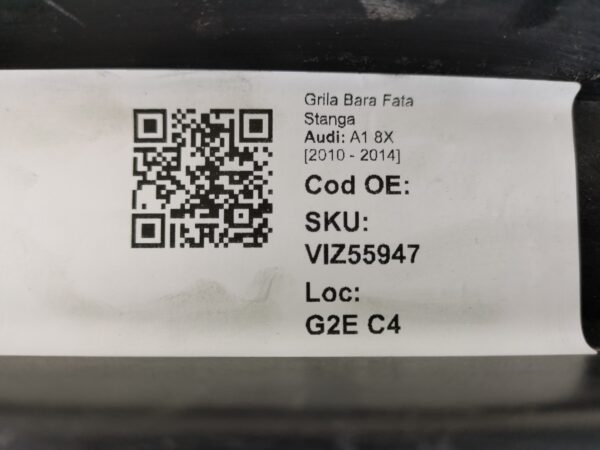 Grila Bara Fata
Stanga
Audi: A1 8X
[2010 - 2014]
Cod OE:
SKU:
VIZ55947
Loc:
G2E C4